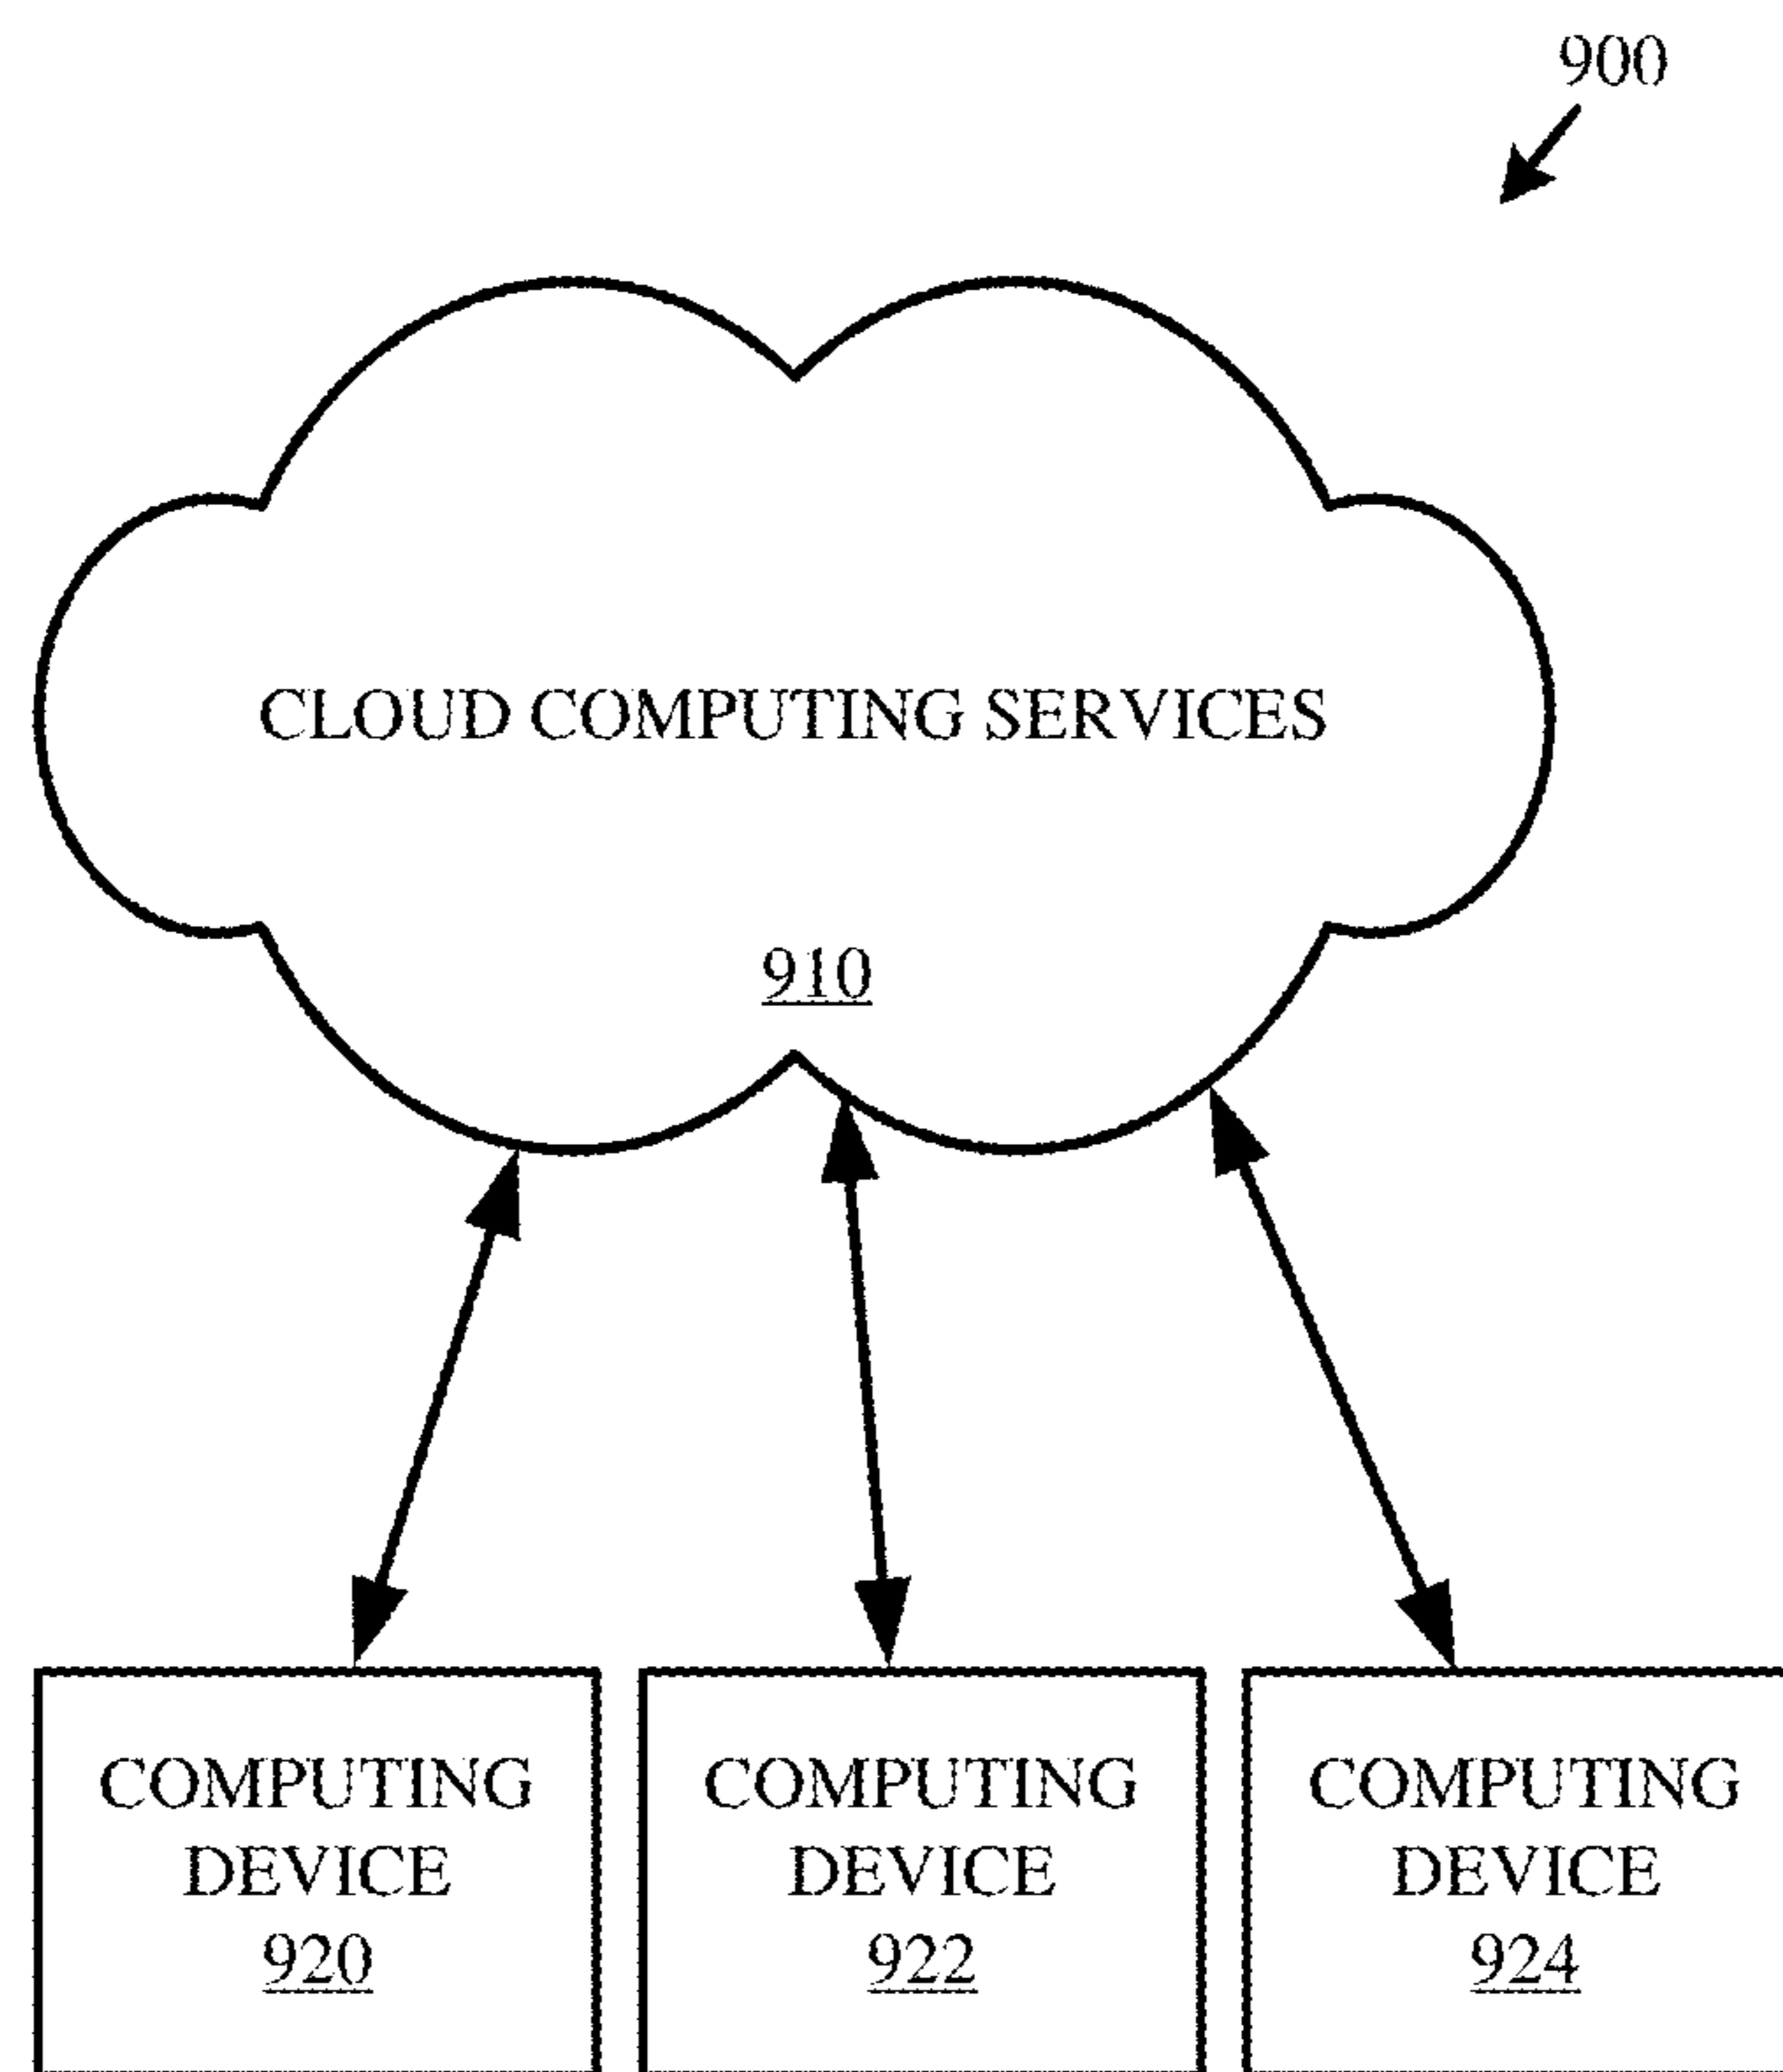 900
CLOUD COMPUTING SERVICES
910
COMPUTING
DEVICE
920
COMPUTING
DEVICE
922
COMPUTING
DEVICE
924